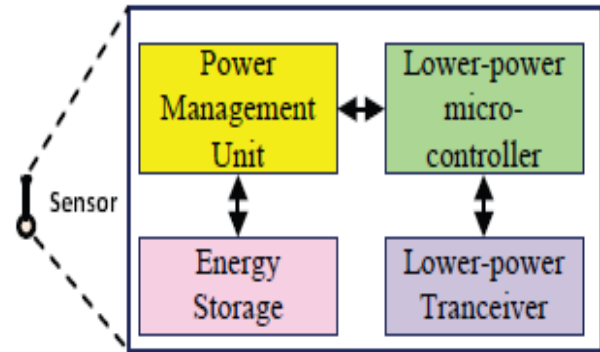 Sensor
Power
Management
Unit
Lower-power
micro-
controller
Energy
Storage
Lower-power
Tranceiver